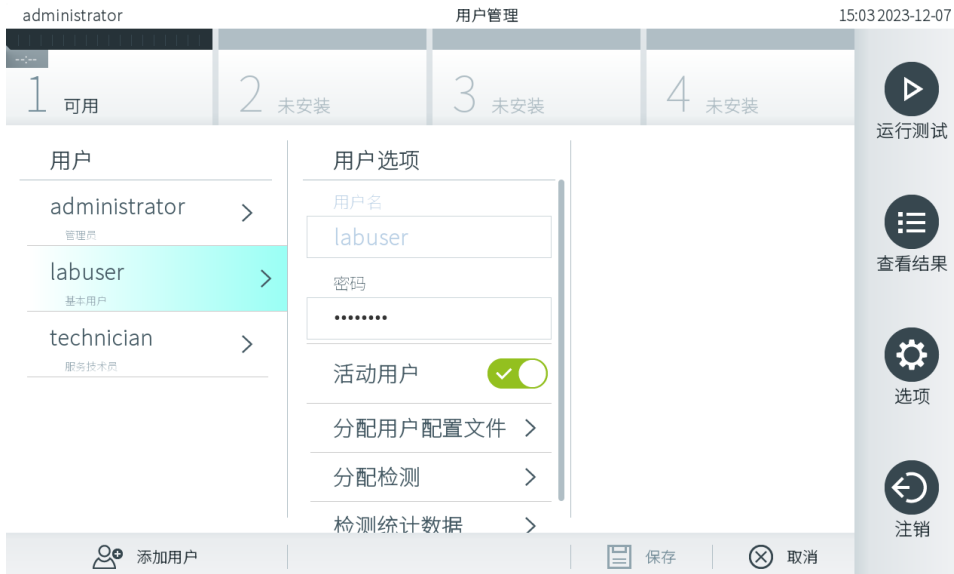 administrator 用户管理 15:03 2023-12-07
--:--
1 可用
2 未安装
3 未安装
4 未安装
用户
administrator
管理员
labuser
基本用户
technician
服务技术员
用户选项
用户名
labuser
密码
••••••••
活动用户
分配用户配置文件
分配检测
检测统计数据
运行测试
查看结果
选项
注销
添加用户
保存
取消